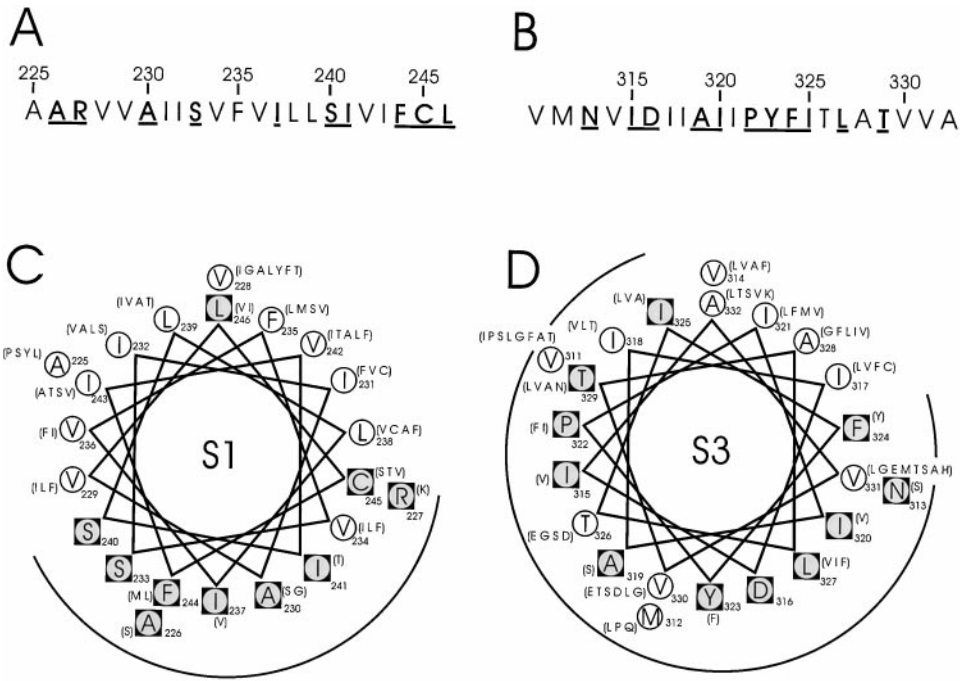 A
225 230 235 240 245
AARVVAIISVFVILLSIVIFCL
B
315 320 325 330
VMNVIDIIAIIPYFITLATVVA
C
V (IGALYFT) 228
L (VI) 246
L (IVAT) 239
F (LMSV) 235
I (VALS) 232
V (ITALF) 242
A (PSYL) 225
I (ATSV) 243
I (FVC) 231
V (FI) 236
L (VCAF) 238
V (ILF) 229
C (STV) 245
R (K) 227
S1
S 240
V (ILF) 234
S 233
I (T) 241
F (ML) 244
A (SG) 230
I (V) 237
A (S) 226
D
V (LVAF) 314
A (LTSVK) 332
I (LVA) 325
I (LFMV) 321
I (VLT) 318
A (GFLIV) 328
V (IPSLGFAT) 311
T (LVAN) 329
I (LVFC) 317
P (FI) 322
F (Y) 324
I (V) 315
V (LGEMTSAH) 331
N (S) 313
S3
T (EGSD) 326
I (V) 320
A (S) 319
L (VIF) 327
V (ETSDLG) 330
D 316
Y (F) 323
M (LPQ) 312